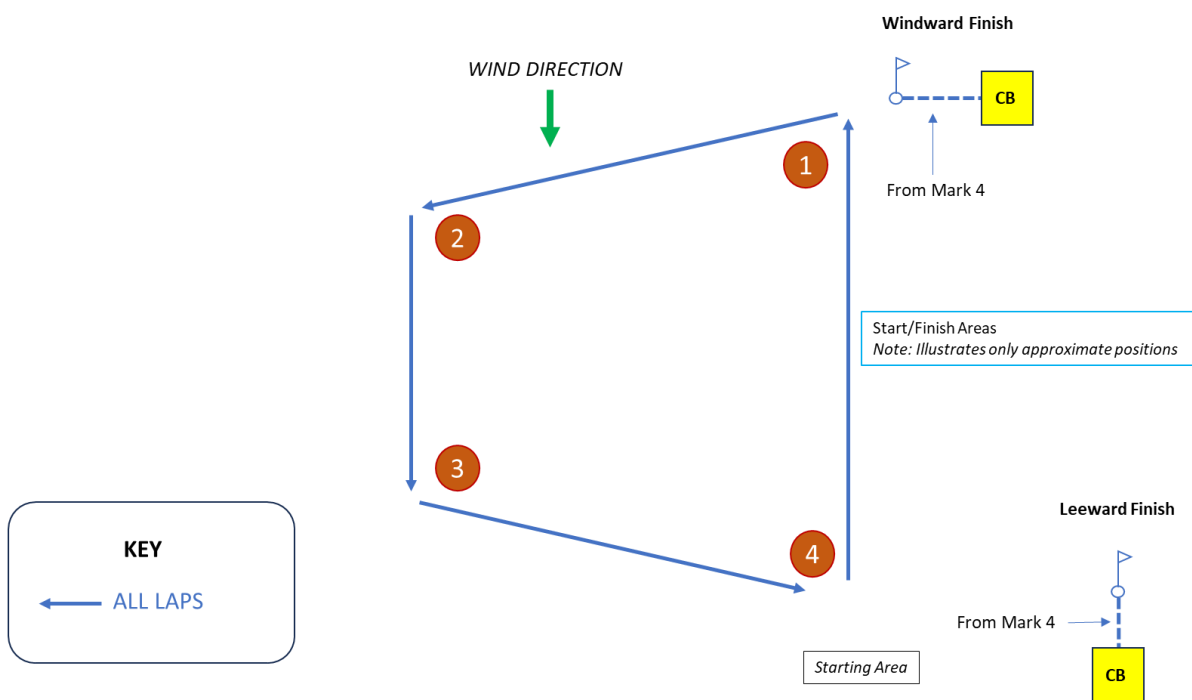 Windward Finish
WIND DIRECTION
CB
1
From Mark 4
2
Start/Finish Areas
Note: Illustrates only approximate positions
3
Leeward Finish
KEY
4
ALL LAPS
From Mark 4
Starting Area
CB